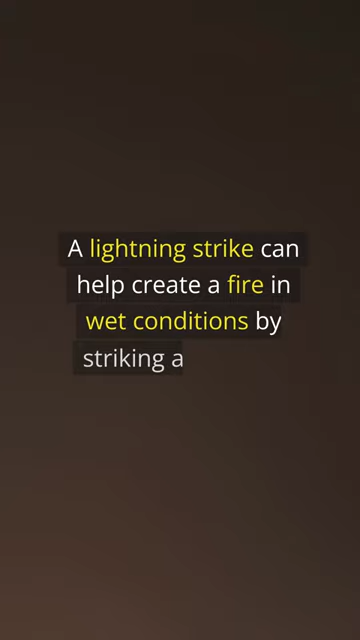 A lightning strike can
help create a fire in
wet conditions by
striking a